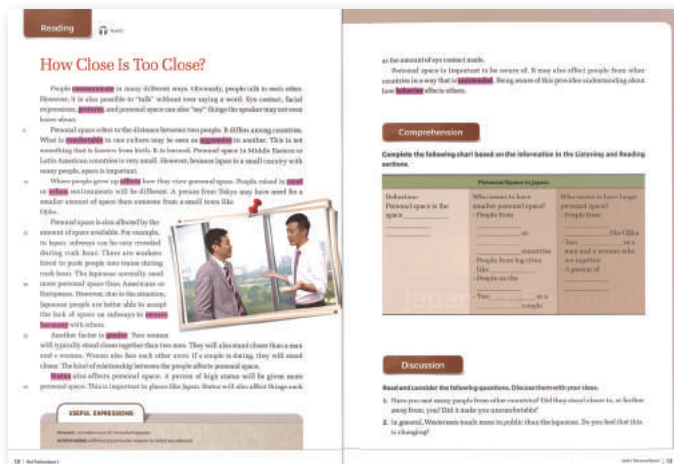 Reading
How Close Is Too Close?
People communicate in many different ways. Obviously, people talk to each other.
However, it is also possible to "talk" without ever saying a word. Eye contact, facial
expressions, gestures, and personal space can also "say" things the speaker may not even
know about.
Personal space refers to the distance between two people. It differs among countries.
What is comfortable in one culture may be seen as aggressive in another. This is not
something that is known from birth. It is learned. Personal space in Middle Eastern or
Latin American countries is very small. However, because Japan is a small country with
many people, space is important.
Where people grow up affects how they view personal space. People raised in rural
or urban environments will be different. A person from Tokyo may have need for a
smaller amount of space than someone from a small town like
Ojika.
Personal space is also affected by the
amount of space available. For example,
in Japan, subways can be very crowded
during rush hour. There are workers
hired to push people into trains during
rush hour. The Japanese normally need
more personal space than Americans or
Europeans. However, due to the situation,
Japanese people are better able to accept
the lack of space on subways to ensure
harmony with others.
Another factor is gender. Two women
will typically stand closer together than two men. They will also stand closer than a man
and a woman. Women also face each other more. If a couple is dating, they will stand
closer. The kind of relationship between the people affects personal space.
Status also affects personal space. A person of high status will be given more
personal space. This is important in places like Japan. Status will also affect things such
USEFUL EXPRESSIONS
12
as the amount of eye contact made.
Personal space is important to be aware of. It may also affect people from other
countries in a way that is unintended. Being aware of this provides understanding about
how behavior affects others.
Comprehension
Complete the following chart based on the information in the Listening and Reading
sections.
Personal Space in Japan
Definition:
Personal space is the
space
Who seems to have
smaller personal space?
- People from
or
countries
- People from big cities
like
- People on the
- Two
or a
couple
Who seems to have larger
personal space?
- People from
like Ojika
- Two
or a
man and a woman who
are together
- A person of
Discussion
Read and consider the following questions. Discuss them with your class.
1. Have you met many people from other countries? Did they stand closer to, or farther
away from, you? Did it make you uncomfortable?
2. In general, Westerners touch more in public than the Japanese. Do you feel that this
is changing?
13